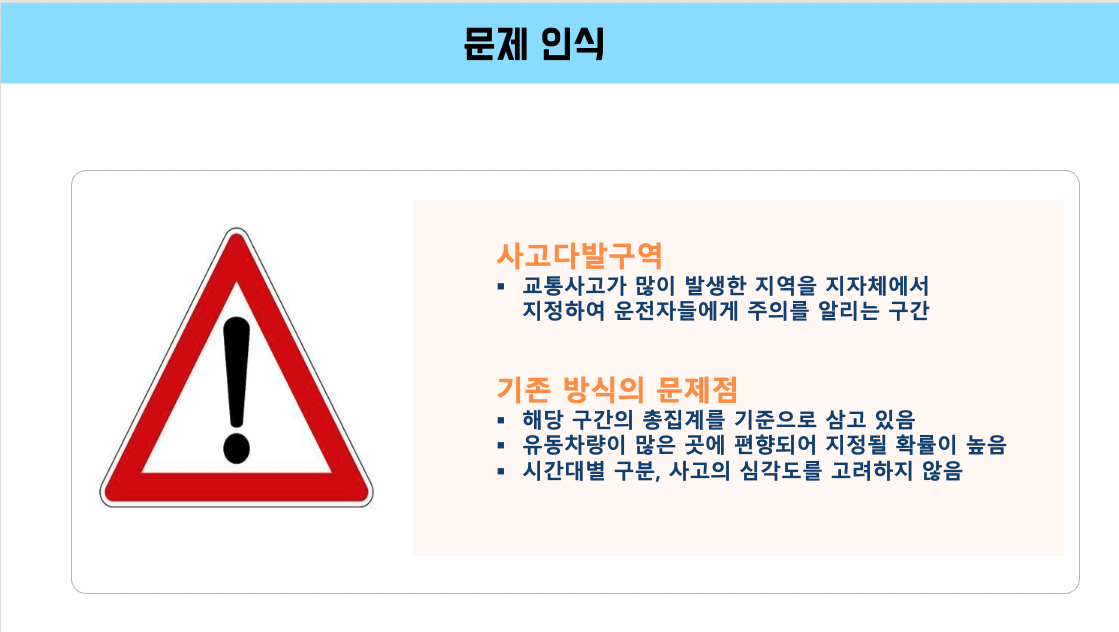 문제 인식
사고다발구역
▪ 교통사고가 많이 발생한 지역을 지자체에서
지정하여 운전자들에게 주의를 알리는 구간
기존 방식의 문제점
▪ 해당 구간의 총집계를 기준으로 삼고 있음
▪ 유동차량이 많은 곳에 편향되어 지정될 확률이 높음
▪ 시간대별 구분, 사고의 심각도를 고려하지 않음